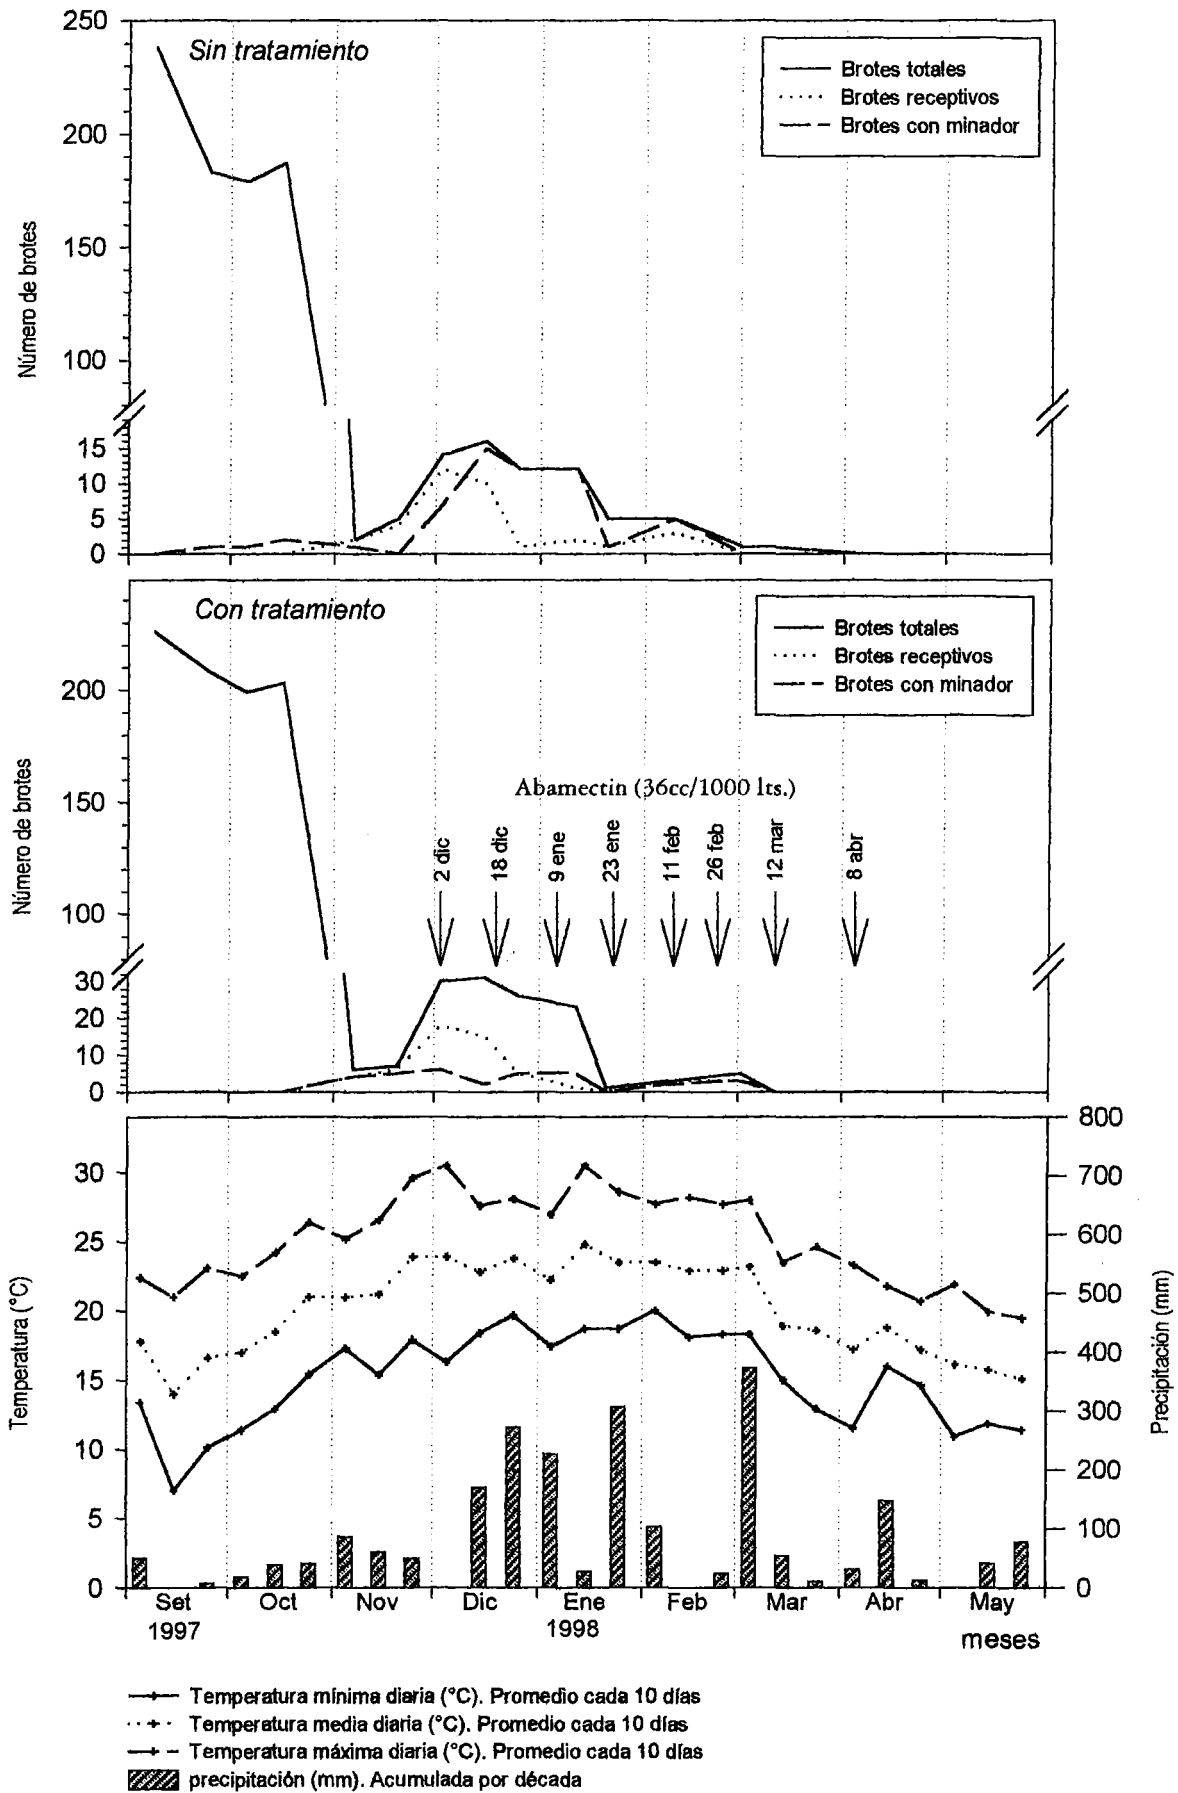 Sin tratamiento
Brotes totales
Brotes receptivos
Brotes con minador
Número de brotes
250
200
150
100
15
10
5
0
Con tratamiento
Brotes totales
Brotes receptivos
Brotes con minador
Número de brotes
200
150
100
30
20
10
0
Abamectin (36cc/1000 lts.)
2 dic
18 dic
9 ene
23 ene
11 feb
26 feb
12 mar
8 abr
Temperatura (°C)
30
25
20
15
10
5
0
Precipitación (mm)
800
700
600
500
400
300
200
100
0
Set Oct Nov Dic Ene Feb Mar Abr May
1997 1998 meses
Temperatura mínima diaria (°C). Promedio cada 10 días
Temperatura media diaria (°C). Promedio cada 10 días
Temperatura máxima diaria (°C). Promedio cada 10 días
precipitación (mm). Acumulada por década